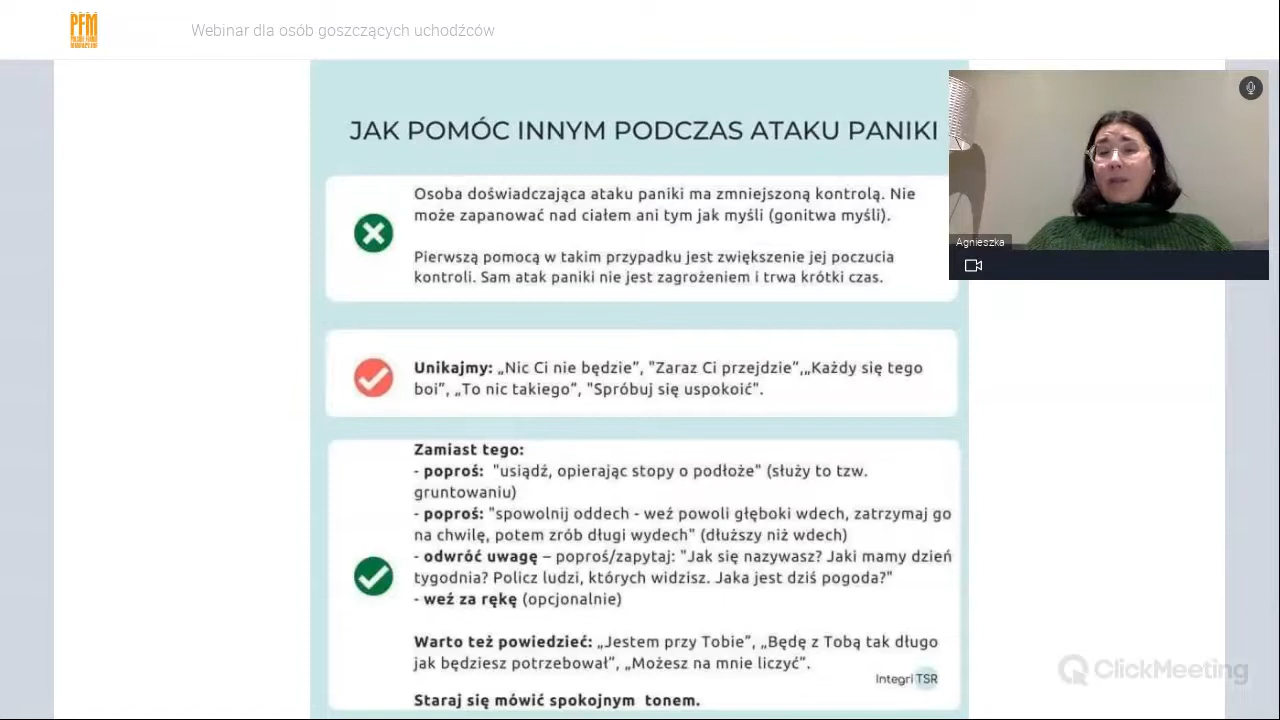 PFM
Webinar dla osób goszczących uchodźców
JAK POMÓC INNYM PODCZAS ATAKU PANIKI
Osoba doświadczająca ataku paniki ma zmniejszoną kontrolą. Nie
może zapanować nad ciałem ani tym jak myśli (gonitwa myśli).
Pierwszą pomocą w takim przypadku jest zwiększenie jej poczucia
kontroli. Sam atak paniki nie jest zagrożeniem i trwa krótki czas.
Agnieszka
Unikajmy: „Nic Ci nie będzie”, "Zaraz Ci przejdzie”,„Każdy się tego
boi”, „To nic takiego”, "Spróbuj się uspokoić".
Zamiast tego:
- poproś: "usiądź, opierając stopy o podłoże" (służy to tzw.
gruntowaniu)
- poproś: "spowolnij oddech - weź powoli głęboki wdech, zatrzymaj go
na chwilę, potem zrób długi wydech" (dłuższy niż wdech)
- odwróć uwagę – poproś/zapytaj: "Jak się nazywasz? Jaki mamy dzień
tygodnia? Policz ludzi, których widzisz. Jaka jest dziś pogoda?"
- weź za rękę (opcjonalnie)
Warto też powiedzieć: „Jestem przy Tobie”, „Będę z Tobą tak długo
jak będziesz potrzebował”, „Możesz na mnie liczyć”.
Integri TSR
Staraj się mówić spokojnym tonem.
ClickMeeting